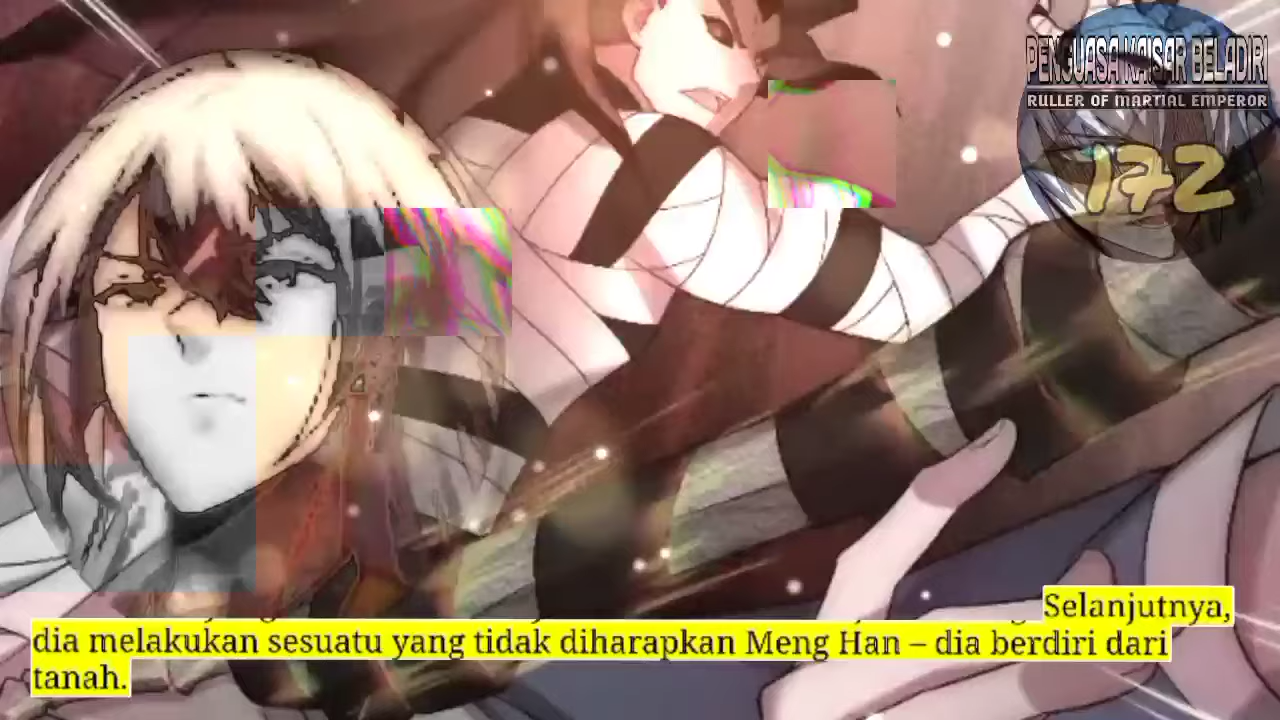 PENGUASA KAISAR BELADIRI
RULLER OF MARTIAL EMPEROR
172
Selanjutnya,
dia melakukan sesuatu yang tidak diharapkan Meng Han – dia berdiri dari
tanah.